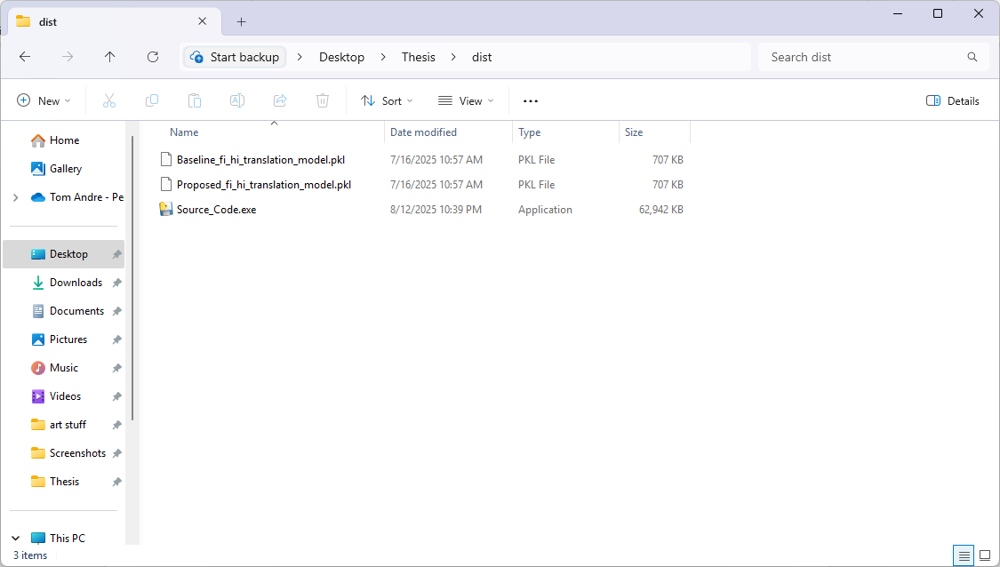 dist
Start backup > Desktop > Thesis > dist
Search dist
New
Sort
View
Details
Name Date modified Type Size
Baseline_fi_hi_translation_model.pkl 7/16/2025 10:57 AM PKL File 707 KB
Proposed_fi_hi_translation_model.pkl 7/16/2025 10:57 AM PKL File 707 KB
Source_Code.exe 8/12/2025 10:39 PM Application 62,942 KB
Home
Gallery
Tom Andre - Pe
Desktop
Downloads
Documents
Pictures
Music
Videos
art stuff
Screenshots
Thesis
This PC
3 items